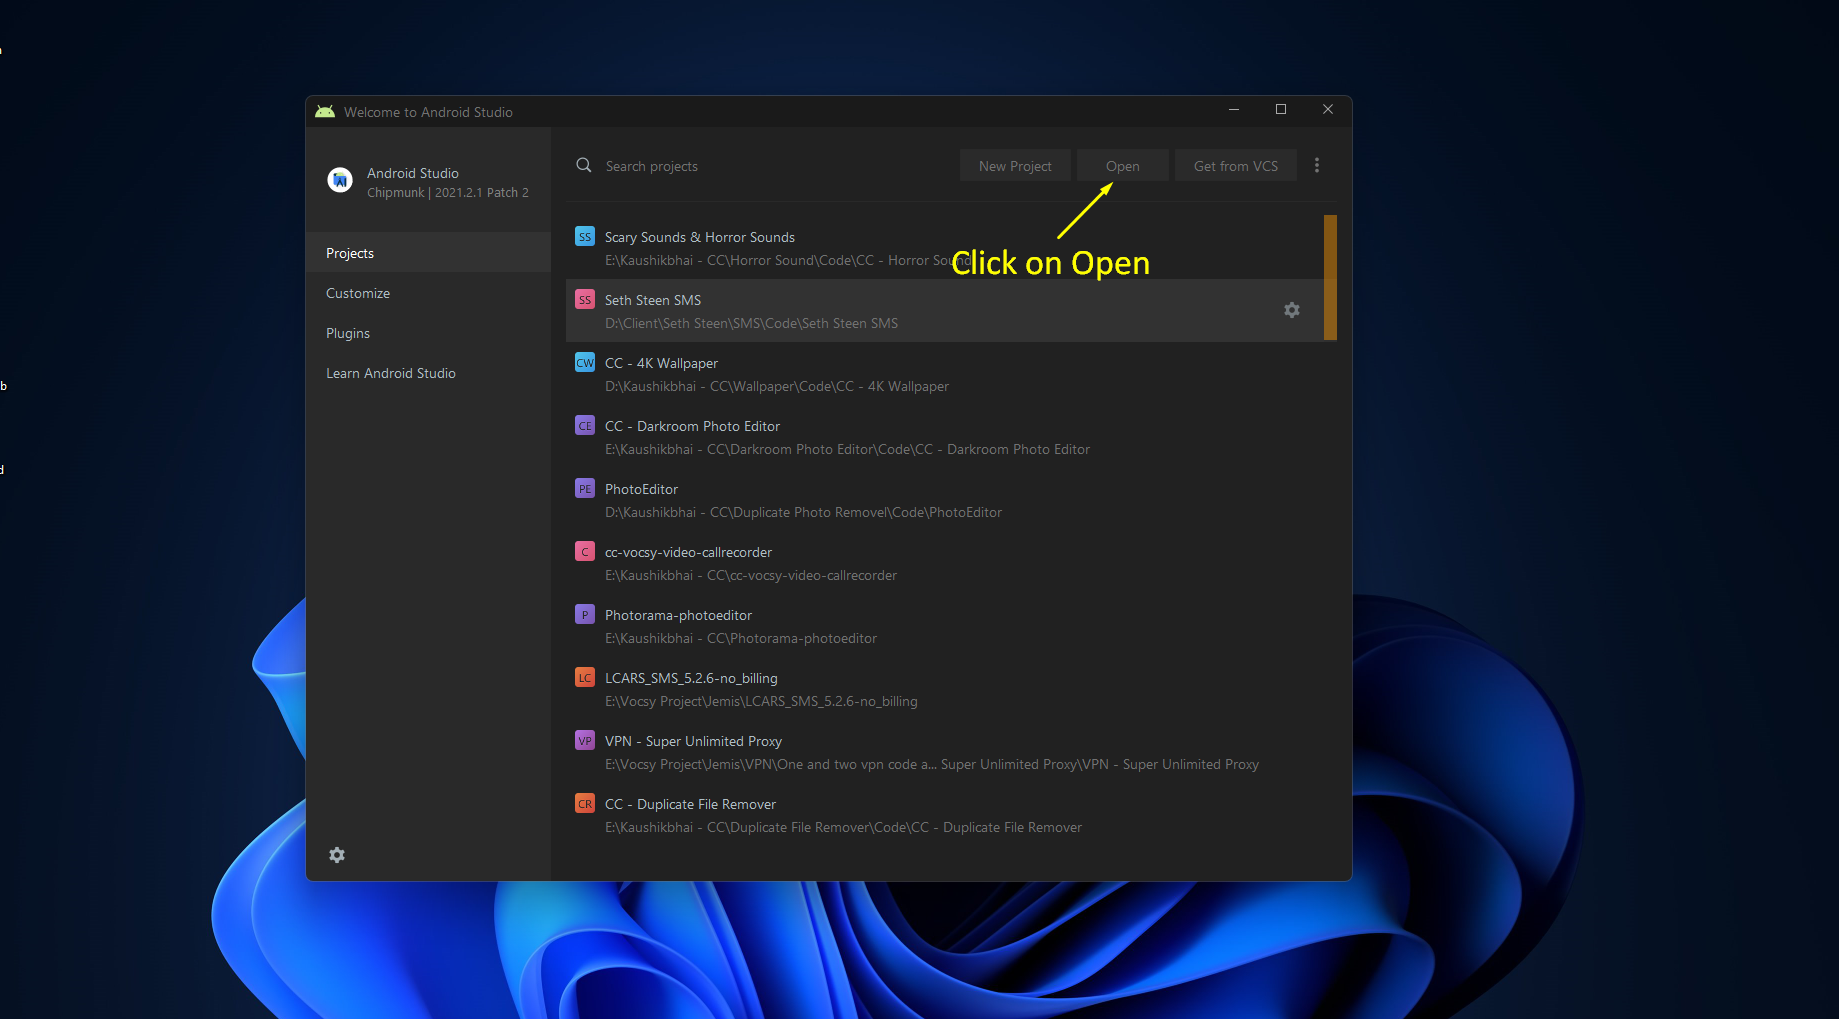 Welcome to Android Studio
Android Studio
Chipmunk | 2021.2.1 Patch 2
Projects
Customize
Plugins
Learn Android Studio
Search projects
New Project
Open
Get from VCS
Click on Open
SS
Scary Sounds & Horror Sounds
E:\Kaushikbhai - CC\Horror Sound\Code\CC - Horror Sound
SS
Seth Steen SMS
D:\Client\Seth Steen\SMS\Code\Seth Steen SMS
CW
CC - 4K Wallpaper
D:\Kaushikbhai - CC\Wallpaper\Code\CC - 4K Wallpaper
CE
CC - Darkroom Photo Editor
E:\Kaushikbhai - CC\Darkroom Photo Editor\Code\CC - Darkroom Photo Editor
PE
PhotoEditor
D:\Kaushikbhai - CC\Duplicate Photo Removel\Code\PhotoEditor
C
cc-vocsy-video-callrecorder
E:\Kaushikbhai - CC\cc-vocsy-video-callrecorder
P
Photorama-photoeditor
E:\Kaushikbhai - CC\Photorama-photoeditor
LC
LCARS_SMS_5.2.6-no_billing
E:\Vocsy Project\Jemis\LCARS_SMS_5.2.6-no_billing
VP
VPN - Super Unlimited Proxy
E:\Vocsy Project\Jemis\VPN\One and two vpn code a... Super Unlimited Proxy\VPN - Super Unlimited Proxy
CR
CC - Duplicate File Remover
E:\Kaushikbhai - CC\Duplicate File Remover\Code\CC - Duplicate File Remover
b
d